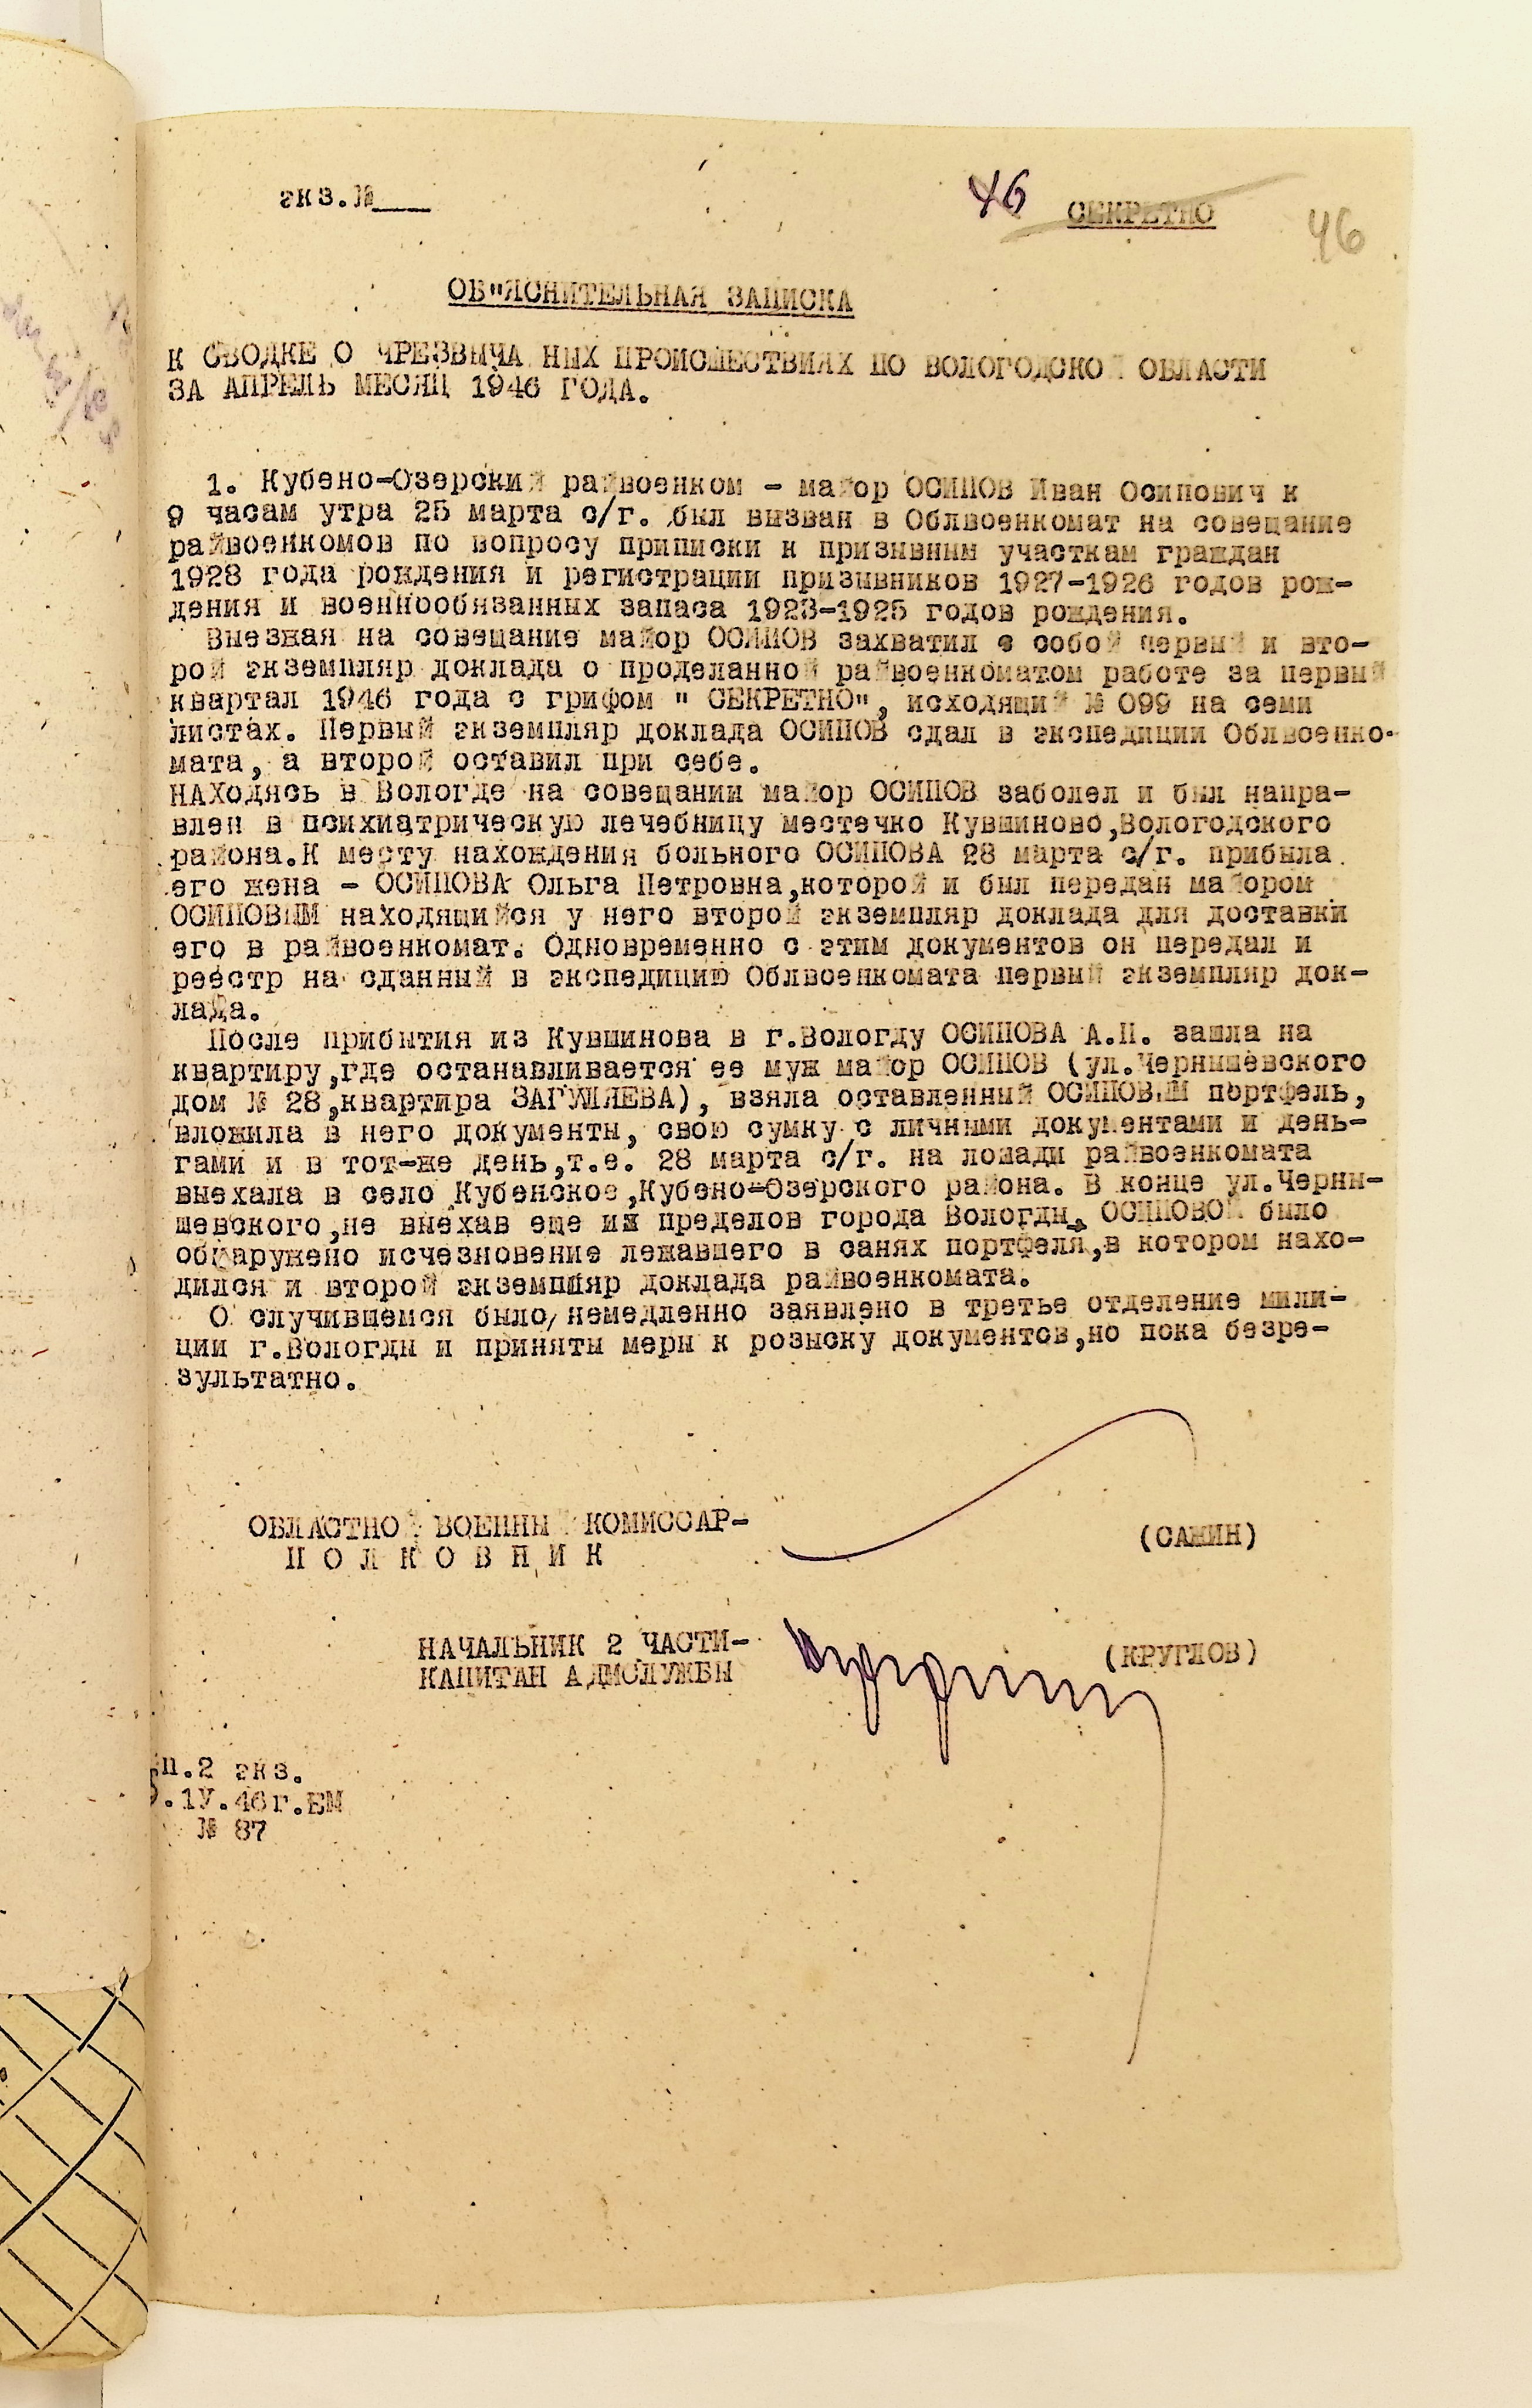 экз.№___
46 СЕКРЕТНО 46
ОБ"ЯСНИТЕЛЬНАЯ ЗАПИСКА
К СВОДКЕ О ЧРЕЗВЫЧАЙНЫХ ПРОИСШЕСТВИЯХ ПО ВОЛОГОДСКОЙ ОБЛАСТИ
ЗА АПРЕЛЬ МЕСЯЦ 1946 ГОДА.
1. Кубено-Озерский райвоенком - майор ОСИПОВ Иван Осипович к
9 часам утра 25 марта с/г. был вызван в Облвоенкомат на совещание
райвоенкомов по вопросу приписки к призывным участкам граждан
1928 года рождения и регистрации призывников 1927-1926 годов рож-
дения и военнообязанных запаса 1923-1925 годов рождения.
Выезжая на совещание майор ОСИПОВ захватил с собой первый и вто-
рой экземпляр доклада о проделанной райвоенкоматом работе за первый
квартал 1946 года с грифом " СЕКРЕТНО", исходящий № 099 на семи
листах. Первый экземпляр доклада ОСИПОВ сдал в экспедиции Облвоенко-
мата, а второй оставил при себе.
НАХодясь в Вологде на совещании майор ОСИПОВ заболел и был напра-
влен в психиатрическую лечебницу местечко Кувшиново,Вологодского
района.К месту нахождения больного ОСИПОВА 28 марта с/г. прибыла
его жена - ОСИПОВА Ольга Петровна,которой и был передан майором
ОСИПОВЫМ находящийся у него второй экземпляр доклада для доставки
его в райвоенкомат. Одновременно с этим документов он передал и
реестр на сданный в экспедицию Облвоенкомата первый экземпляр док-
лада.
После прибытия из Кувшинова в г.Вологду ОСИПОВА А.П. зашла на
квартиру,где останавливается ее муж майор ОСИПОВ (ул.Чернышевского
дом № 28,квартира ЗАГУЛЯЕВА), взяла оставленный ОСИПОВЫМ портфель,
вложила в него документы, свою сумку с личными документами и день-
гами и в тот-же день,т.е. 28 марта с/г. на лошади райвоенкомата
выехала в село Кубенское,Кубено-Озерского района. В конце ул.Черны-
шевского,не выехав еще из пределов города Вологды, ОСИПОВОЙ было
обнаружено исчезновение лежавшего в санях портфеля,в котором нахо-
дился и второй экземпляр доклада райвоенкомата.
О случившемся было немедленно заявлено в третье отделение мили-
ции г.Вологды и приняты меры к розыску документов,но пока безре-
зультатно.
ОБЛАСТНОЙ ВОЕННЫЙ КОМИССАР-
П О Л К О В Н И К
(САНИН)
НАЧАЛЬНИК 2 ЧАСТИ-
КАПИТАН АДМСЛУЖБЫ
(КРУГЛОВ)
п.2 экз.
.1У.46г.ЕМ
№ 87